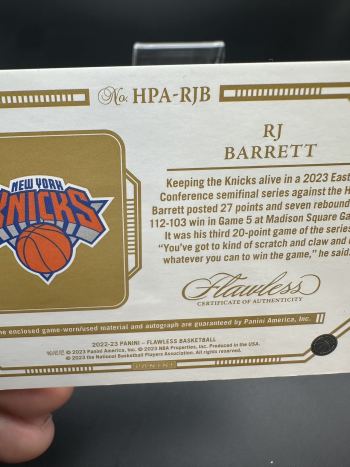 No. HPA-RJB
RJ
BARRETT
Keeping the Knicks alive in a 2023 East
Conference semifinal series against the H
Barrett posted 27 points and seven rebound
112-103 win in Game 5 at Madison Square Ga
It was his third 20-point game of the series
"You've got to kind of scratch and claw and
whatever you can to win the game," he said.
NEW YORK
KNICKS
Flawless
CERTIFICATE OF AUTHENTICITY
he enclosed game-worn/used material and autograph are guaranteed by Panini America, Inc.
2022-23 PANINI - FLAWLESS BASKETBALL
© 2023 Panini America, Inc. © 2023 NBA Properties, Inc. Produced in the USA.
© 2023 the National Basketball Players Association. All rights reserved.
PANINI